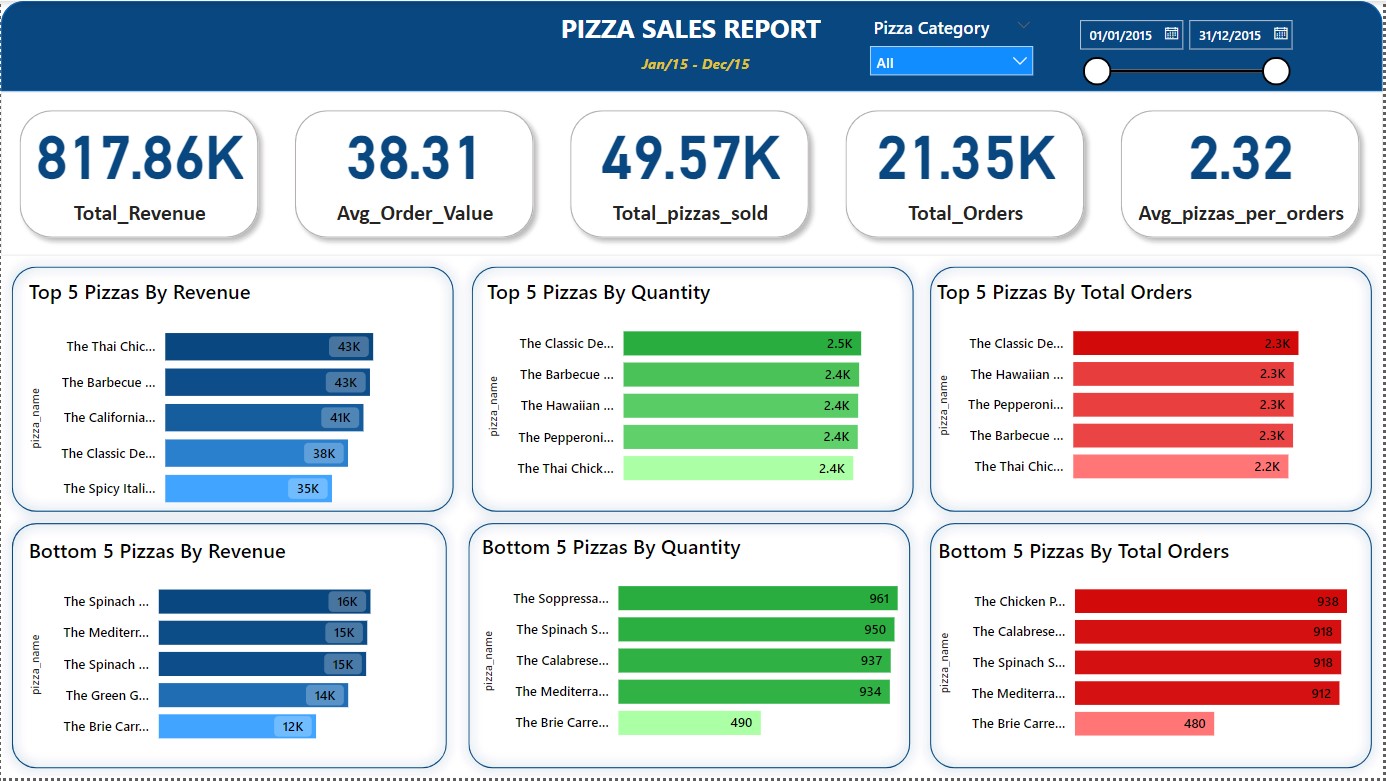 PIZZA SALES REPORT
Jan/15 - Dec/15
Pizza Category
All
01/01/2015
31/12/2015
817.86K
Total_Revenue
38.31
Avg_Order_Value
49.57K
Total_pizzas_sold
21.35K
Total_Orders
2.32
Avg_pizzas_per_orders
Top 5 Pizzas By Revenue
pizza_name
The Thai Chic... 43K
The Barbecue ... 43K
The California... 41K
The Classic De... 38K
The Spicy Itali... 35K
Top 5 Pizzas By Quantity
pizza_name
The Classic De... 2.5K
The Barbecue ... 2.4K
The Hawaiian ... 2.4K
The Pepperoni... 2.4K
The Thai Chick... 2.4K
Top 5 Pizzas By Total Orders
pizza_name
The Classic De... 2.3K
The Hawaiian ... 2.3K
The Pepperoni... 2.3K
The Barbecue ... 2.3K
The Thai Chic... 2.2K
Bottom 5 Pizzas By Revenue
pizza_name
The Spinach ... 16K
The Mediterr... 15K
The Spinach ... 15K
The Green G... 14K
The Brie Carr... 12K
Bottom 5 Pizzas By Quantity
pizza_name
The Soppressa... 961
The Spinach S... 950
The Calabrese... 937
The Mediterra... 934
The Brie Carre... 490
Bottom 5 Pizzas By Total Orders
pizza_name
The Chicken P... 938
The Calabrese... 918
The Spinach S... 918
The Mediterra... 912
The Brie Carre... 480